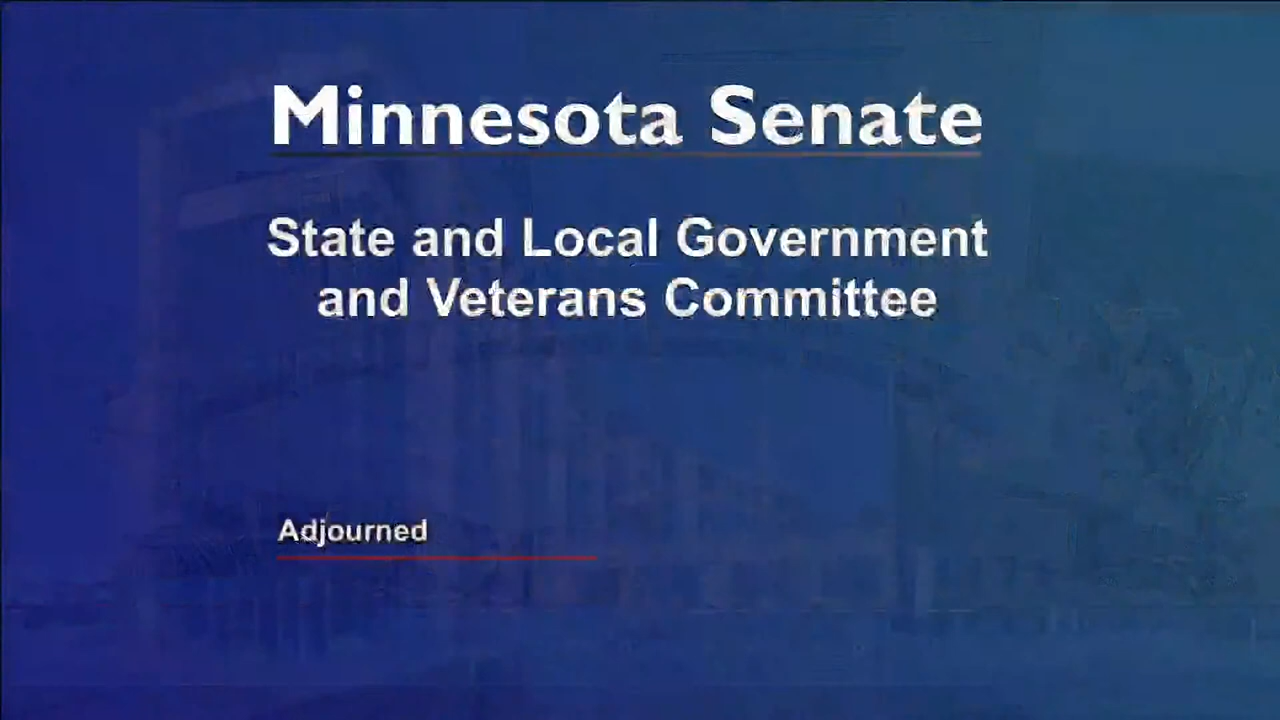 Minnesota Senate
State and Local Government
and Veterans Committee
Adjourned